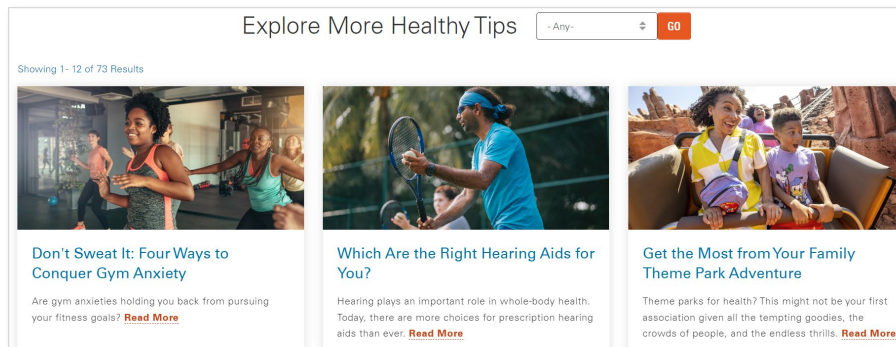 Explore More Healthy Tips
- Any-
GO
Showing 1- 12 of 73 Results
Don't Sweat It: Four Ways to
Conquer Gym Anxiety
Are gym anxieties holding you back from pursuing
your fitness goals? Read More
Which Are the Right Hearing Aids for
You?
Hearing plays an important role in whole-body health.
Today, there are more choices for prescription hearing
aids than ever. Read More
Get the Most from Your Family
Theme Park Adventure
Theme parks for health? This might not be your first
association given all the tempting goodies, the
crowds of people, and the endless thrills. Read More